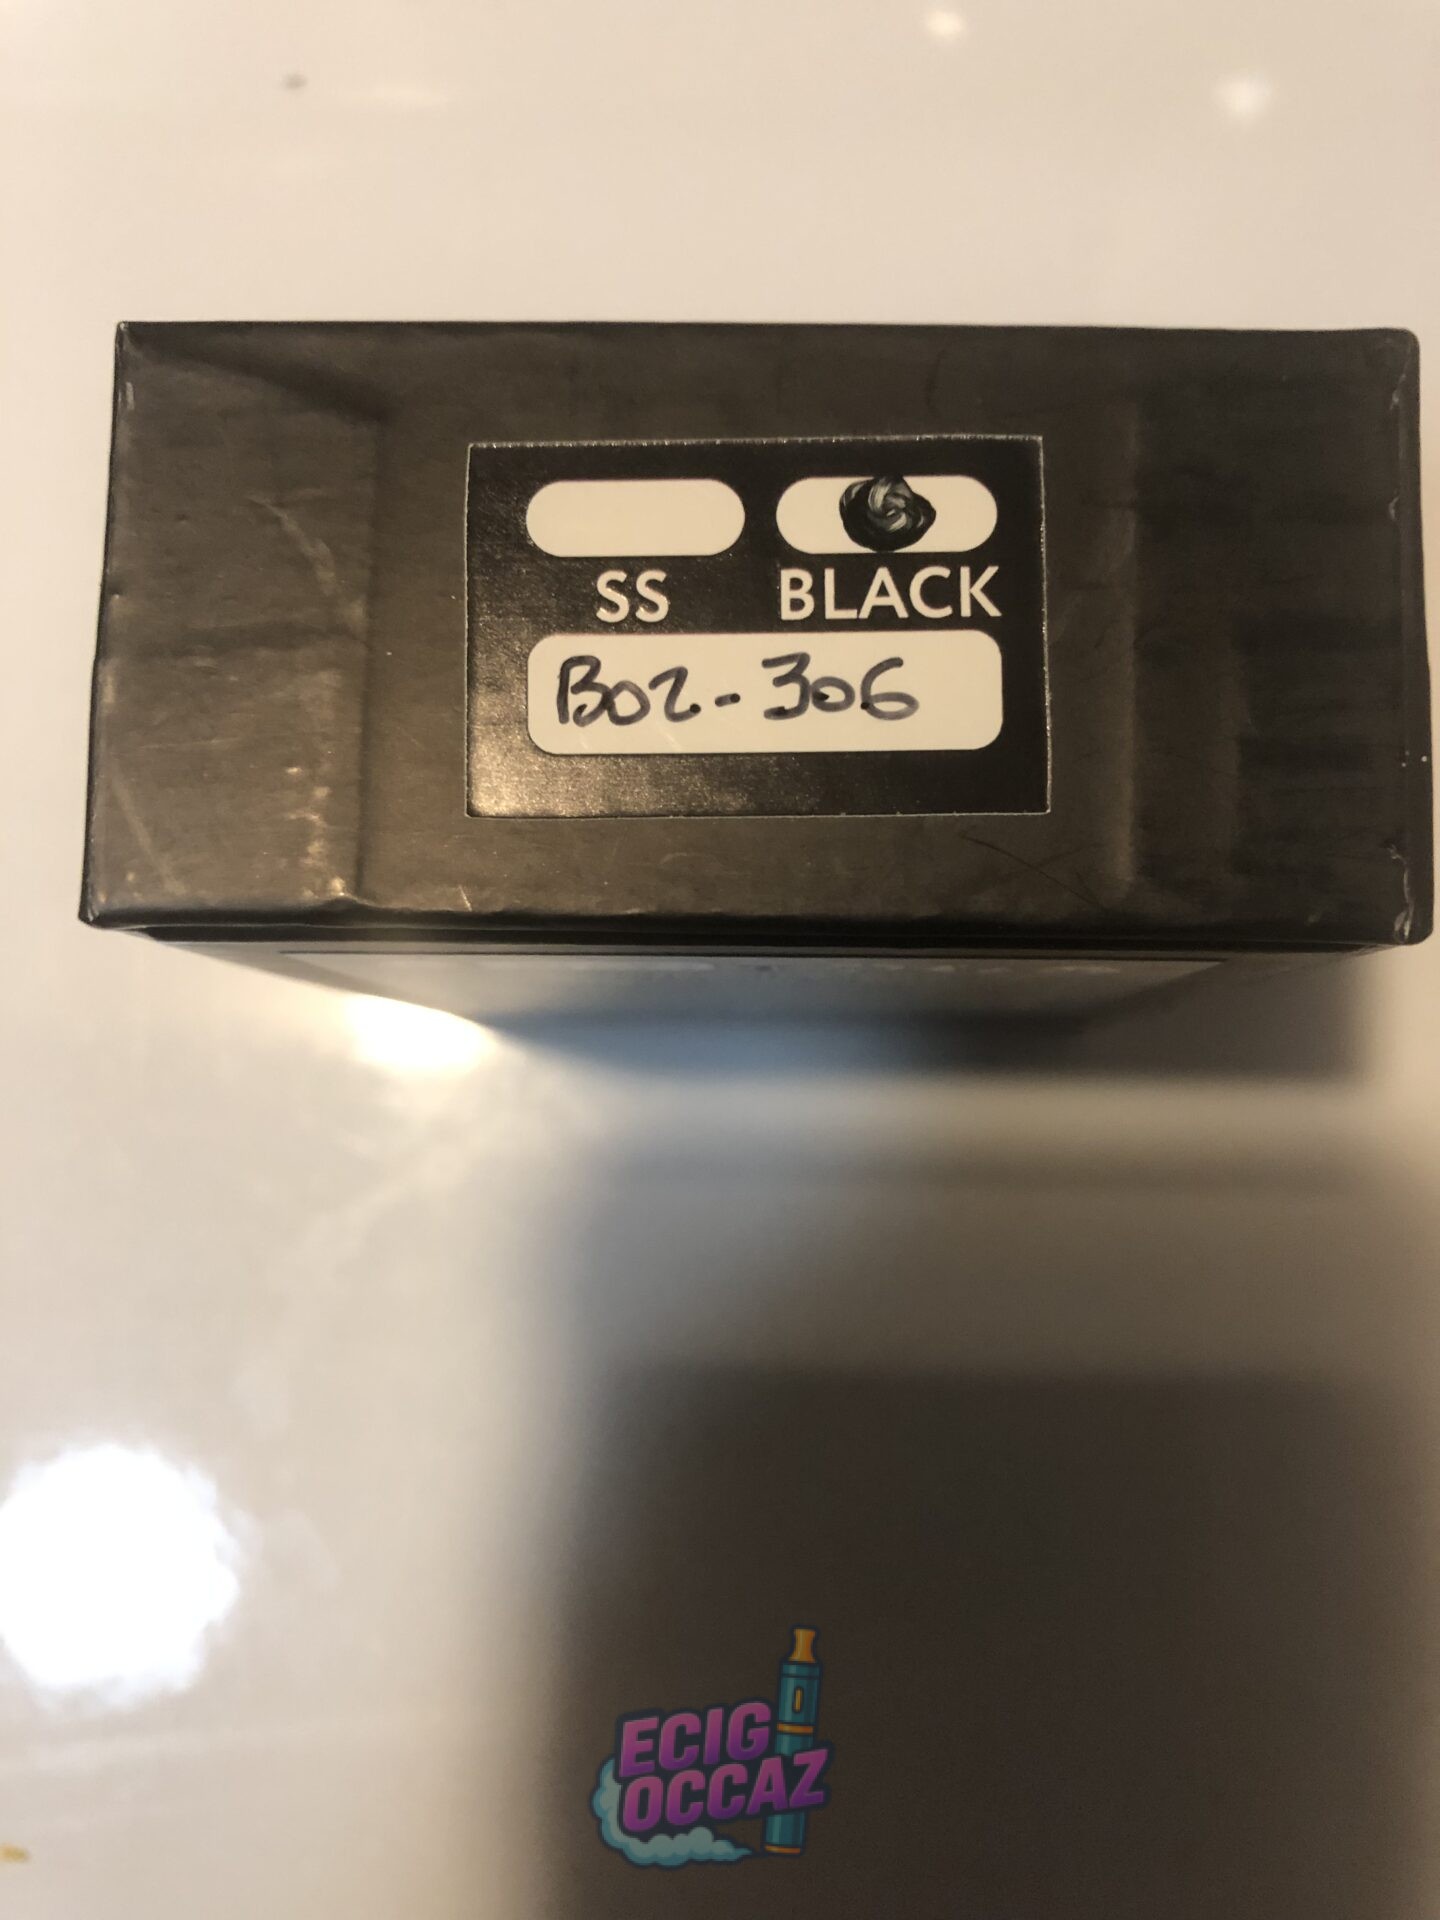 SS BLACK
B02-306
ECIG
OCCAZ